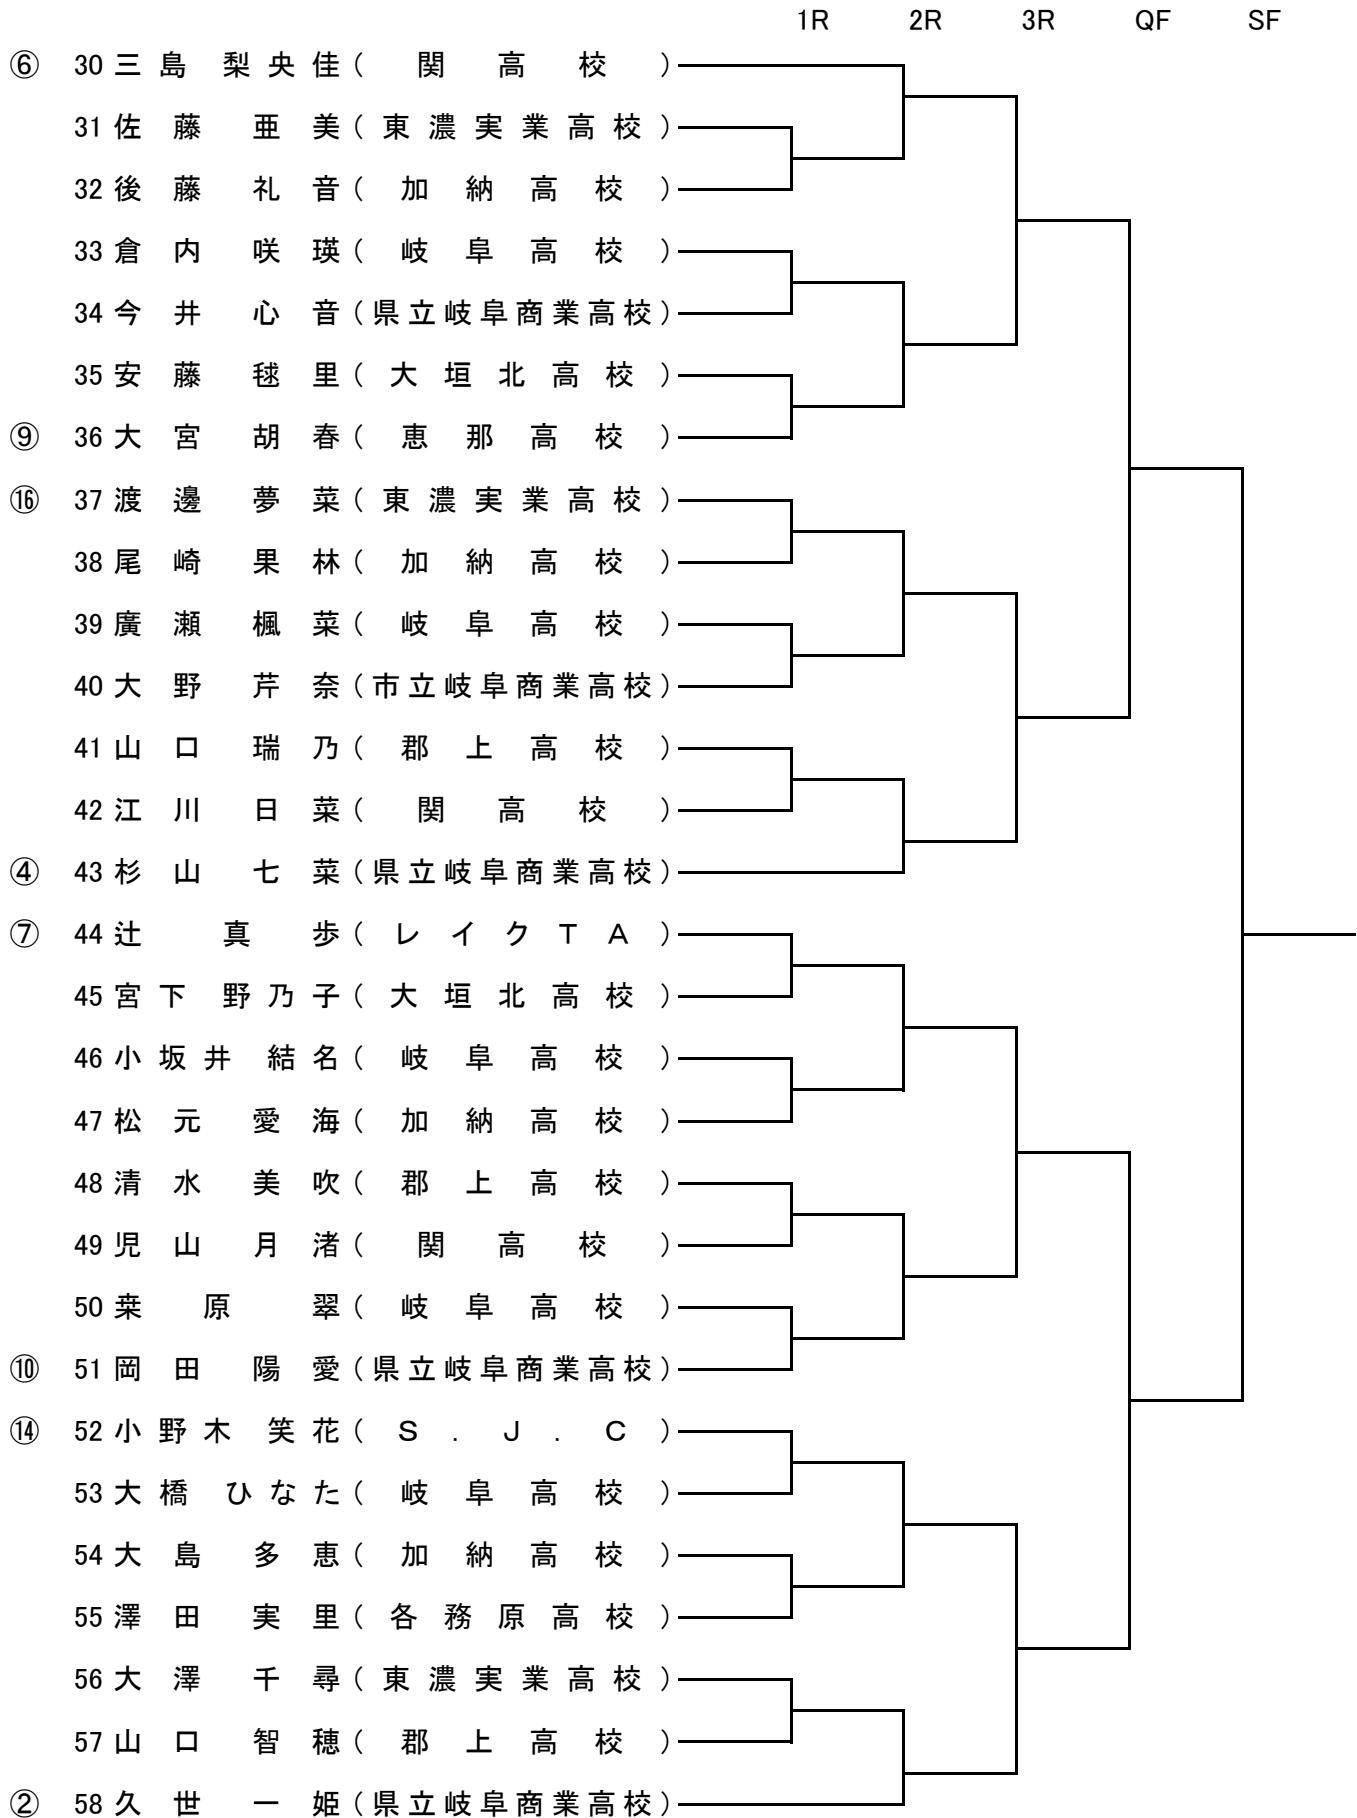 1R 2R 3R QF SF
⑥ 30 三島 梨央佳 (関高校)
31 佐藤 亜美 (東濃実業高校)
32 後藤 礼音 (加納高校)
33 倉内 咲瑛 (岐阜高校)
34 今井 心音 (県立岐阜商業高校)
35 安藤 毬里 (大垣北高校)
⑨ 36 大宮 胡春 (恵那高校)
⑯ 37 渡邊 夢菜 (東濃実業高校)
38 尾崎 果林 (加納高校)
39 廣瀬 楓菜 (岐阜高校)
40 大野 芹奈 (市立岐阜商業高校)
41 山口 瑞乃 (郡上高校)
42 江川 日菜 (関高校)
④ 43 杉山 七菜 (県立岐阜商業高校)
⑦ 44 辻 真歩 (レイクTA)
45 宮下 野乃子 (大垣北高校)
46 小坂井 結名 (岐阜高校)
47 松元 愛海 (加納高校)
48 清水 美吹 (郡上高校)
49 児山 月渚 (関高校)
50 桒原 翠 (岐阜高校)
⑩ 51 岡田 陽愛 (県立岐阜商業高校)
⑭ 52 小野木 笑花 (S.J.C)
53 大橋 ひなた (岐阜高校)
54 大島 多恵 (加納高校)
55 澤田 実里 (各務原高校)
56 大澤 千尋 (東濃実業高校)
57 山口 智穂 (郡上高校)
② 58 久世 一姫 (県立岐阜商業高校)